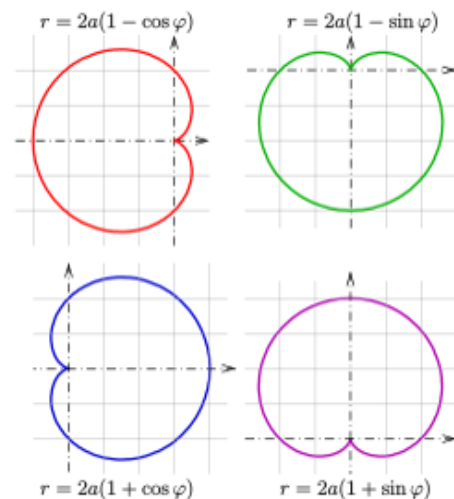 r = 2a(1 − cos φ)
r = 2a(1 − sin φ)
r = 2a(1 + cos φ)
r = 2a(1 + sin φ)